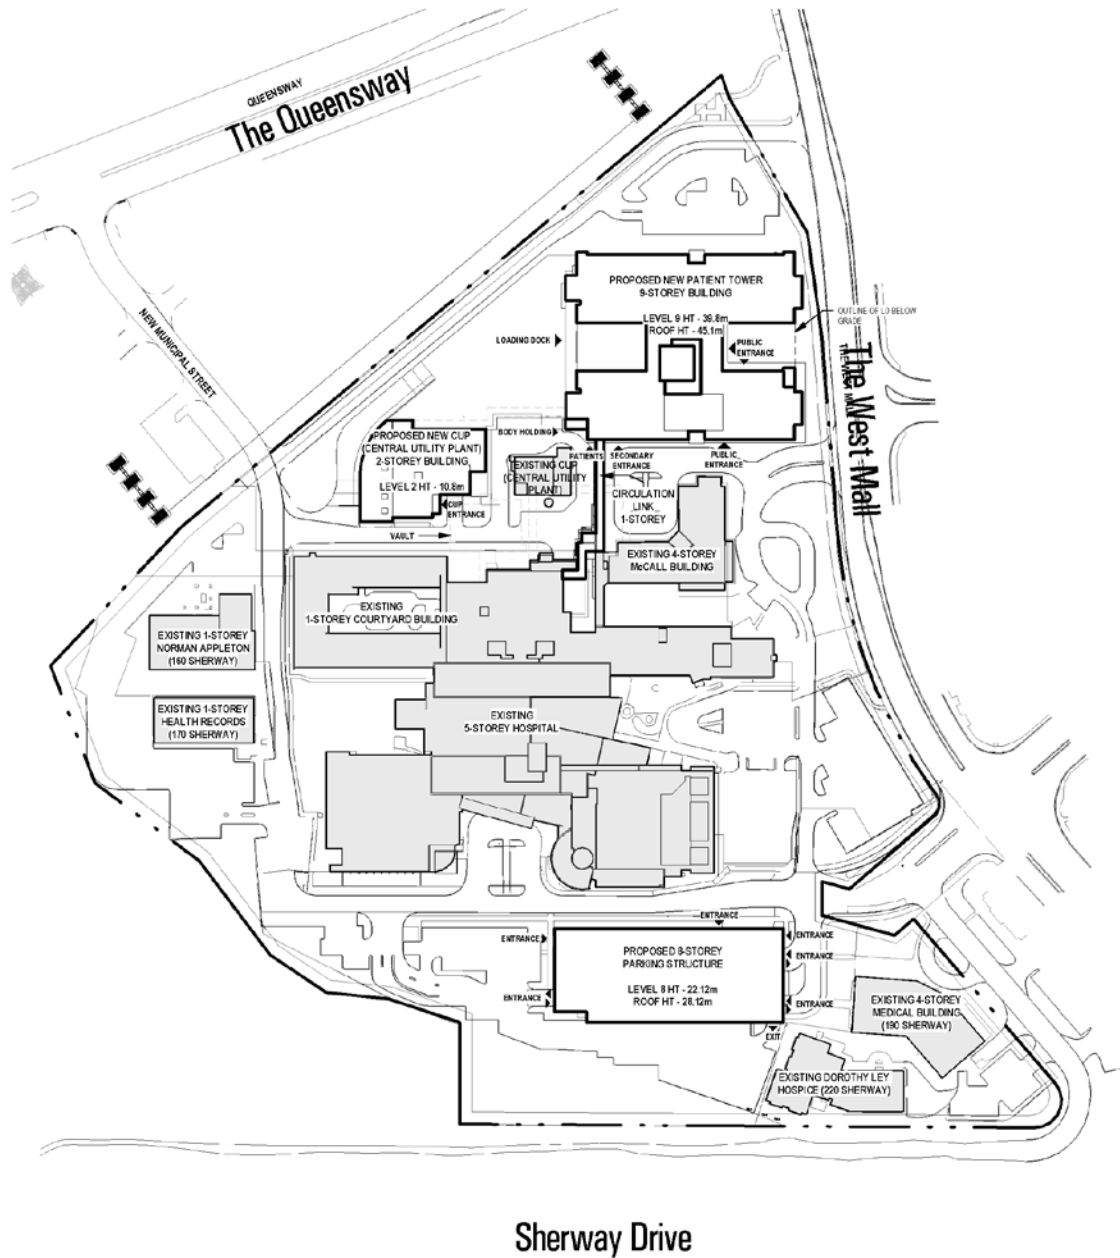 QUEENSWAY
The Queensway
PROPOSED NEW PATIENT TOWER
9-STOREY BUILDING
LEVEL 9 HT - 39.8m
ROOF HT - 45.1m
OUTLINE OF L0 BELOW
GRADE
NEW MUNICIPAL STREET
LOADING DOCK
PUBLIC
ENTRANCE
The West Mall
PROPOSED NEW CUP
(CENTRAL UTILITY PLANT)
2-STOREY BUILDING
LEVEL 2 HT - 10.8m
BODY HOLDING
PATIENTS
SECONDARY
ENTRANCE
PUBLIC
ENTRANCE
EXISTING CUP
(CENTRAL UTILITY
PLANT)
CUP
ENTRANCE
CIRCULATION
LINK
1-STOREY
VAULT
EXISTING 4-STOREY
McCALL BUILDING
EXISTING
1-STOREY COURTYARD BUILDING
EXISTING 1-STOREY
NORMAN APPLETON
(160 SHERWAY)
EXISTING 1-STOREY
HEALTH RECORDS
(170 SHERWAY)
EXISTING
5-STOREY HOSPITAL
ENTRANCE
ENTRANCE
ENTRANCE
PROPOSED 8-STOREY
PARKING STRUCTURE
ENTRANCE
LEVEL 8 HT - 22.12m
ROOF HT - 28.12m
ENTRANCE
ENTRANCE
EXISTING 4-STOREY
MEDICAL BUILDING
(190 SHERWAY)
EXIT
EXISTING DOROTHY LEY
HOSPICE (220 SHERWAY)
Sherway Drive